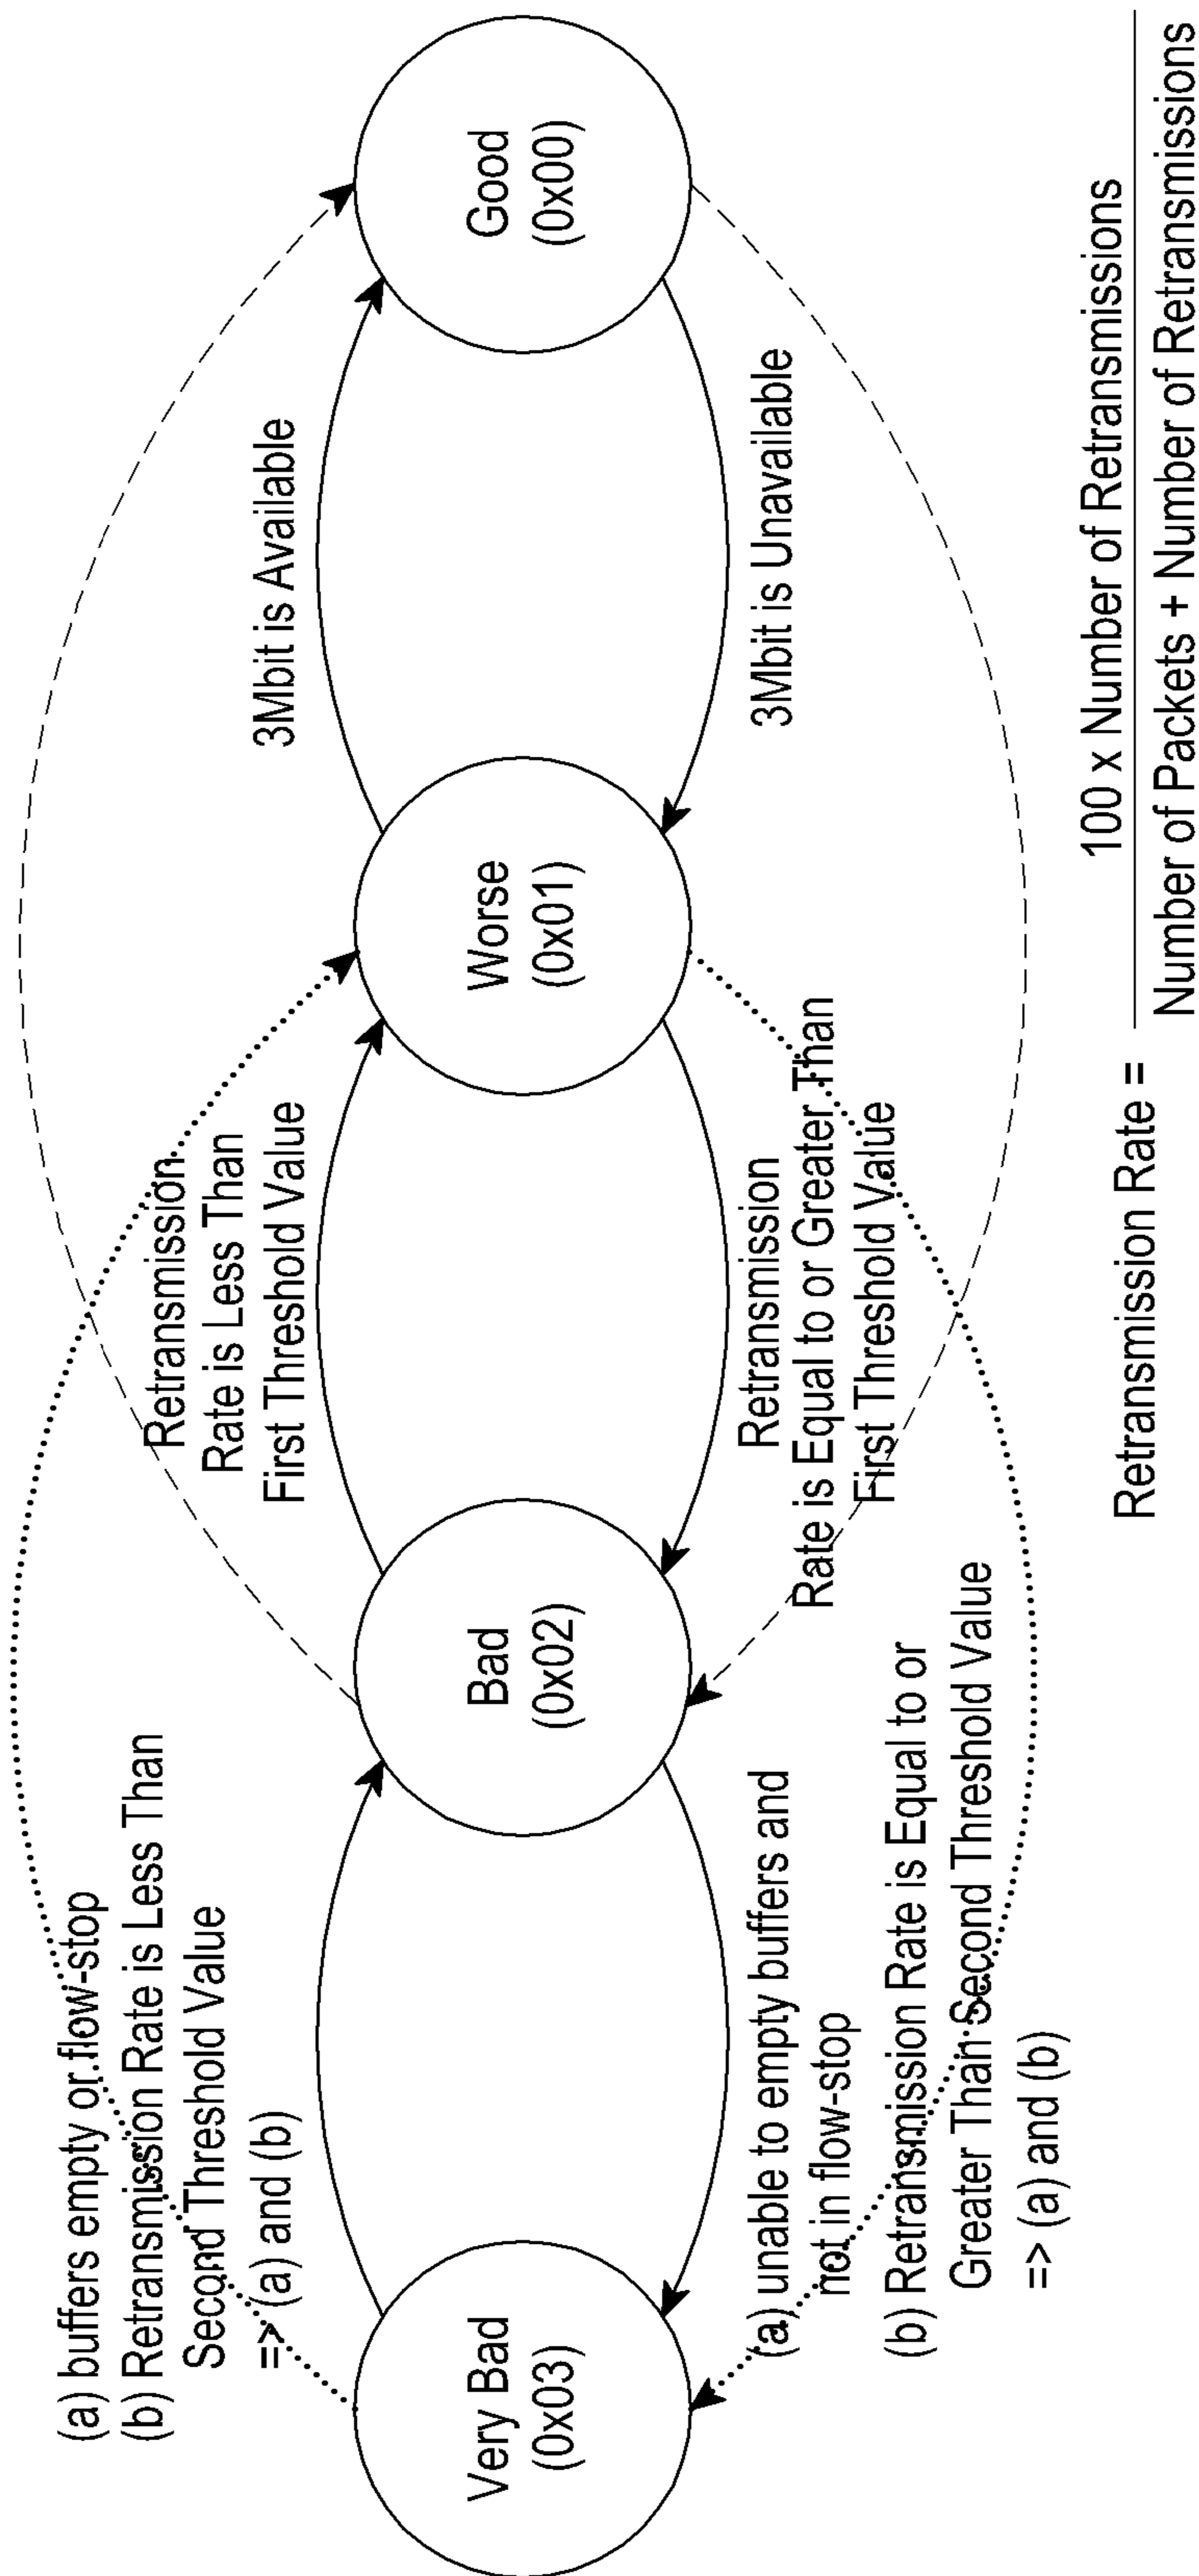 (a) buffers empty or flow-stop
(b) Retransmission Rate is Less Than
Second Threshold Value
=> (a) and (b)
Retransmission
Rate is Less Than
First Threshold Value
3Mbit is Available
Very Bad
(0x03)
Bad
(0x02)
Worse
(0x01)
Good
(0x00)
(a) unable to empty buffers and
not in flow-stop
(b) Retransmission Rate is Equal to or
Greater Than Second Threshold Value
=> (a) and (b)
Retransmission
Rate is Equal to or Greater Than
First Threshold Value
3Mbit is Unavailable
Retransmission Rate =
100 x Number of Retransmissions
Number of Packets + Number of Retransmissions